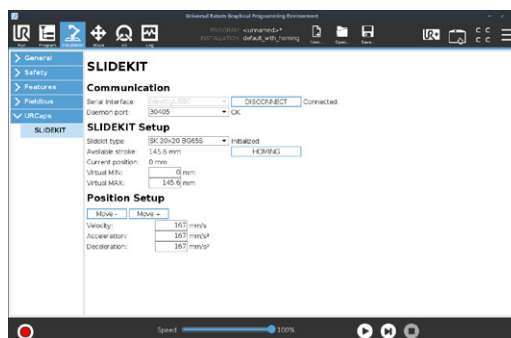 Universal Robots Graphical Programming Environment
PROGRAM <unnamed>*
INSTALLATION default_with_homing
Run Program Installation Move I/O Log New... Open... Save...
General
Safety
Features
Fieldbus
URCaps
SLIDEKIT
SLIDEKIT
Communication
Serial Interface: DISCONNECT Connected.
Daemon port: 30405 OK
SLIDEKIT Setup
Slidekit type: SK 20x20 BG65S Initialized
Available stroke: 145.6 mm HOMING
Current position: 0 mm
Virtual MIN: 0 mm
Virtual MAX: 145.6 mm
Position Setup
Move - Move +
Velocity: 167 mm/s
Acceleration: 167 mm/s²
Deceleration: 167 mm/s²
Speed 100%